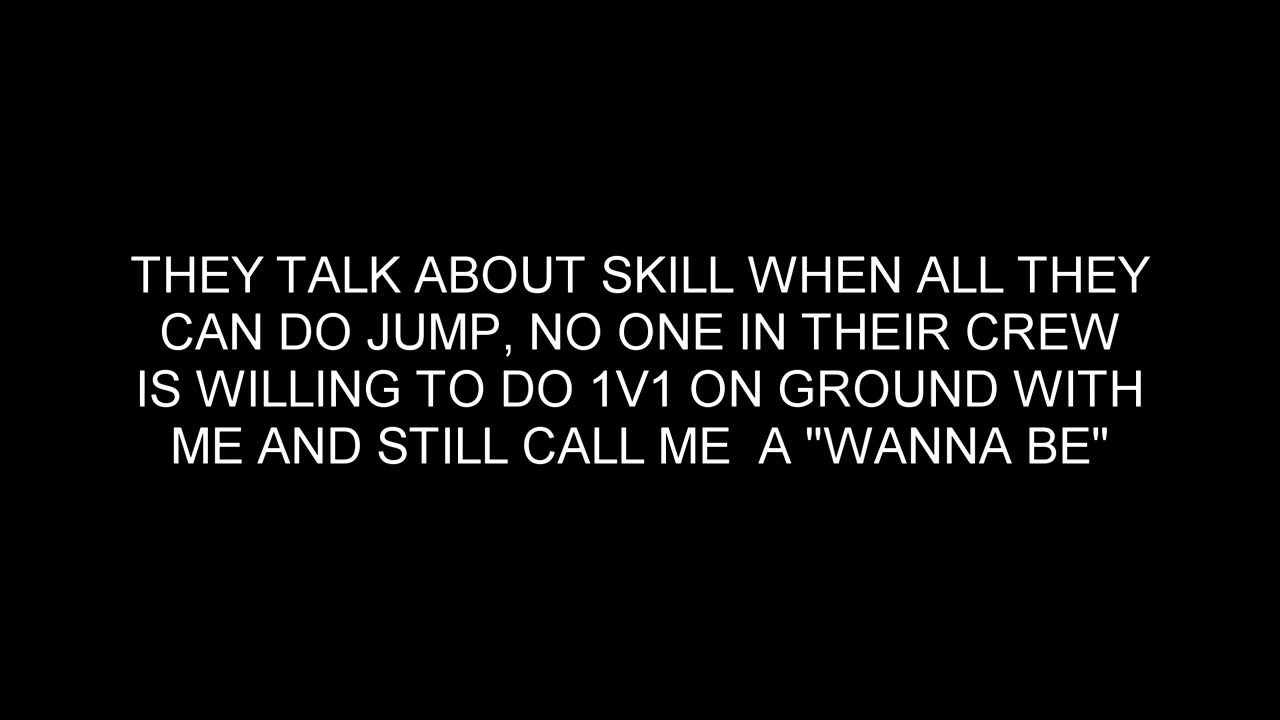 THEY TALK ABOUT SKILL WHEN ALL THEY
CAN DO JUMP, NO ONE IN THEIR CREW
IS WILLING TO DO 1V1 ON GROUND WITH
ME AND STILL CALL ME  A "WANNA BE"